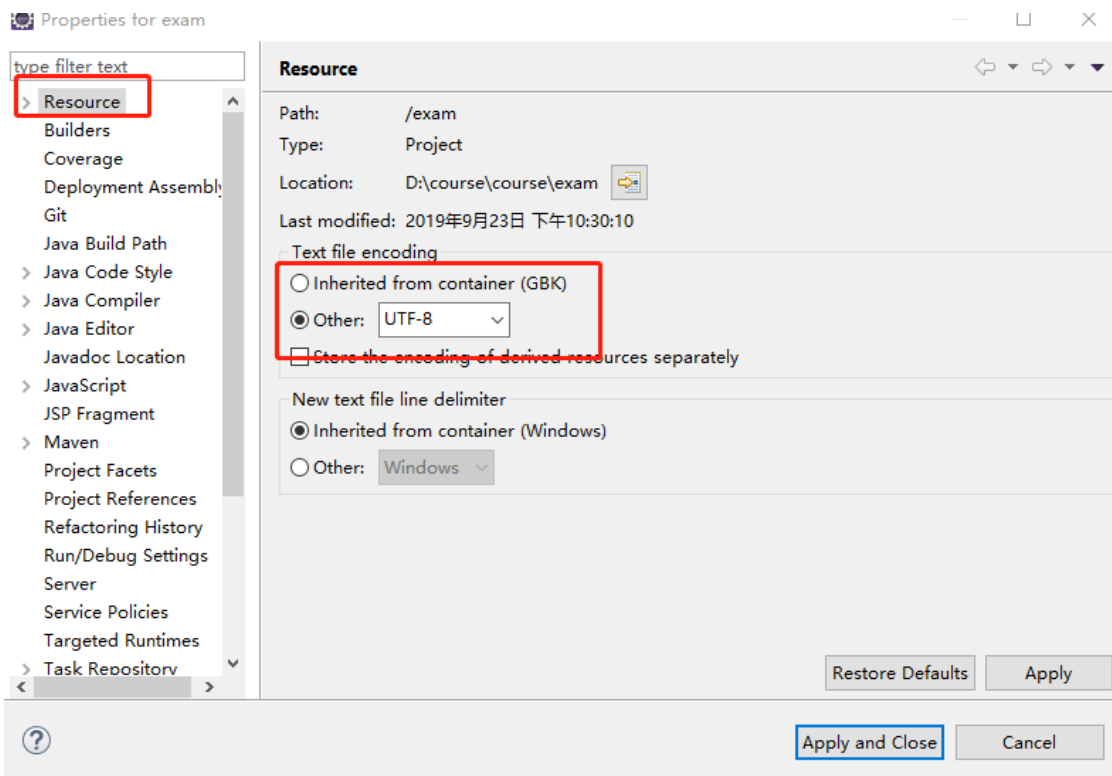 Properties for exam
type filter text
Resource
Builders
Coverage
Deployment Assembly
Git
Java Build Path
Java Code Style
Java Compiler
Java Editor
Javadoc Location
JavaScript
JSP Fragment
Maven
Project Facets
Project References
Refactoring History
Run/Debug Settings
Server
Service Policies
Targeted Runtimes
Task Repository
Resource
Path: /exam
Type: Project
Location: D:\course\course\exam
Last modified: 2019年9月23日 下午10:30:10
Text file encoding
Inherited from container (GBK)
Other: UTF-8
Store the encoding of derived resources separately
New text file line delimiter
Inherited from container (Windows)
Other: Windows
Restore Defaults Apply
? Apply and Close Cancel